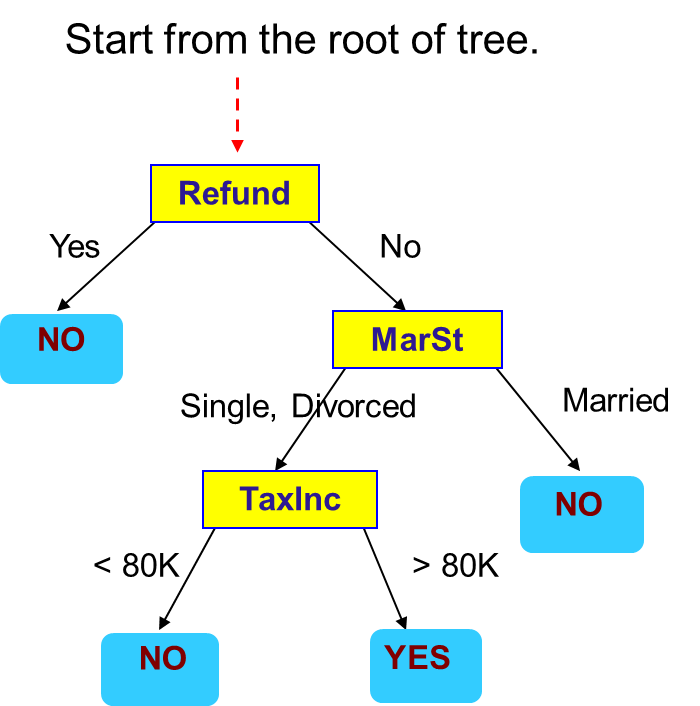 Start from the root of tree.
Refund
Yes
No
NO
MarSt
Single, Divorced
Married
TaxInc
NO
< 80K
> 80K
NO
YES